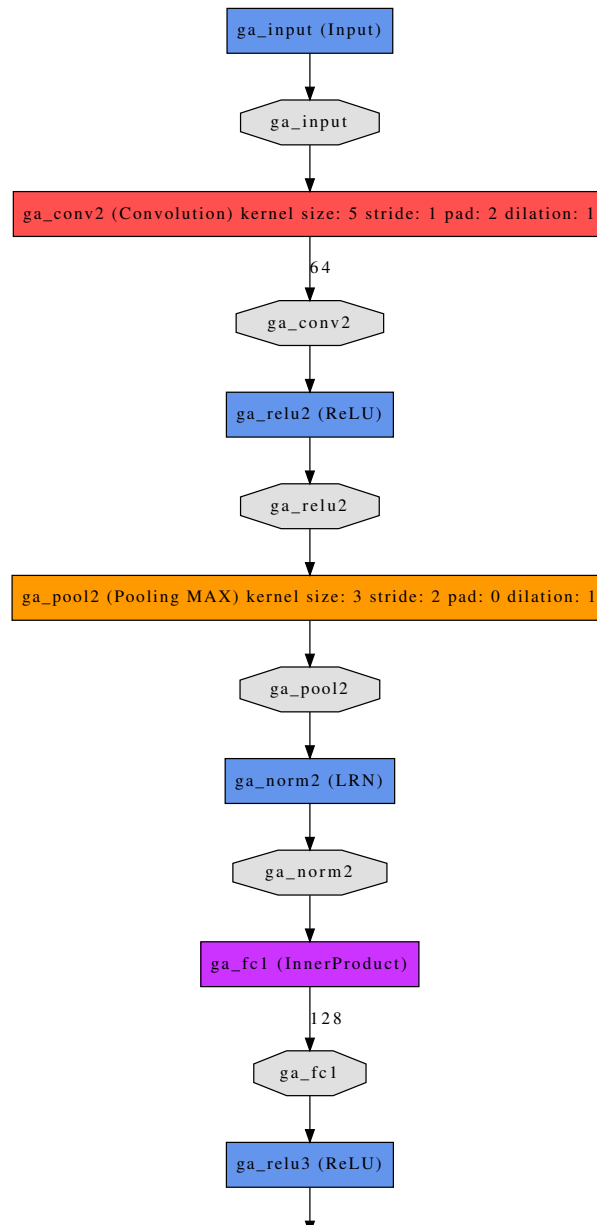 ga_input (Input)
ga_input
ga_conv2 (Convolution) kernel size: 5 stride: 1 pad: 2 dilation: 1
64
ga_conv2
ga_relu2 (ReLU)
ga_relu2
ga_pool2 (Pooling MAX) kernel size: 3 stride: 2 pad: 0 dilation: 1
ga_pool2
ga_norm2 (LRN)
ga_norm2
ga_fc1 (InnerProduct)
128
ga_fc1
ga_relu3 (ReLU)